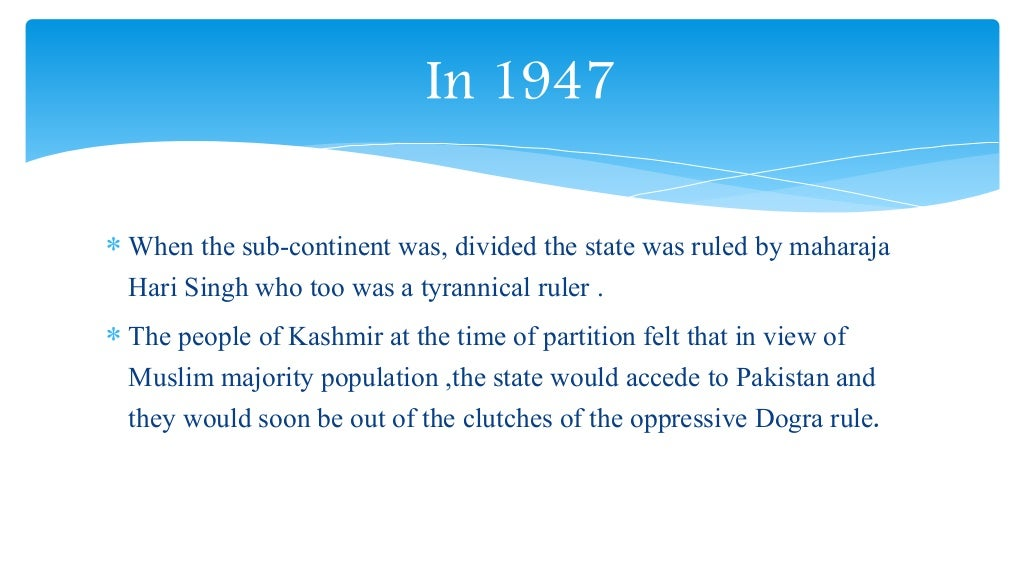 In 1947
* When the sub-continent was, divided the state was ruled by maharaja
Hari Singh who too was a tyrannical ruler .
* The people of Kashmir at the time of partition felt that in view of
Muslim majority population ,the state would accede to Pakistan and
they would soon be out of the clutches of the oppressive Dogra rule.